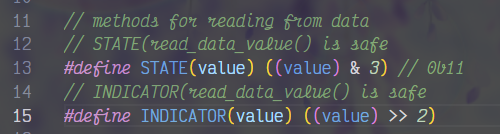 11 // methods for reading from data
12 // STATE(read_data_value() is safe
13 #define STATE(value) ((value) & 3) // 0b11
14 // INDICATOR(read_data_value() is safe
15 #define INDICATOR(value) ((value) >> 2)